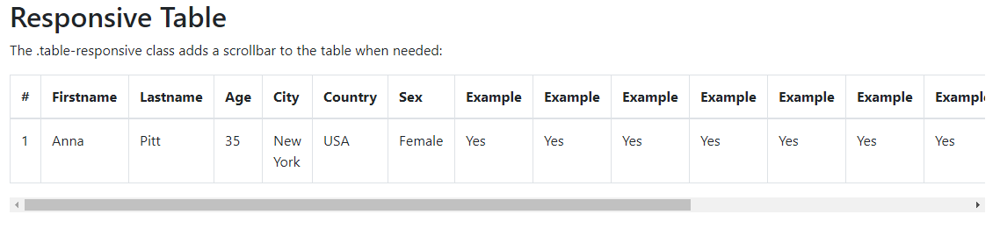 Responsive Table
The .table-responsive class adds a scrollbar to the table when needed:
# Firstname Lastname Age City Country Sex Example Example Example Example Example Example Exampl
1 Anna Pitt 35 New York USA Female Yes Yes Yes Yes Yes Yes Yes